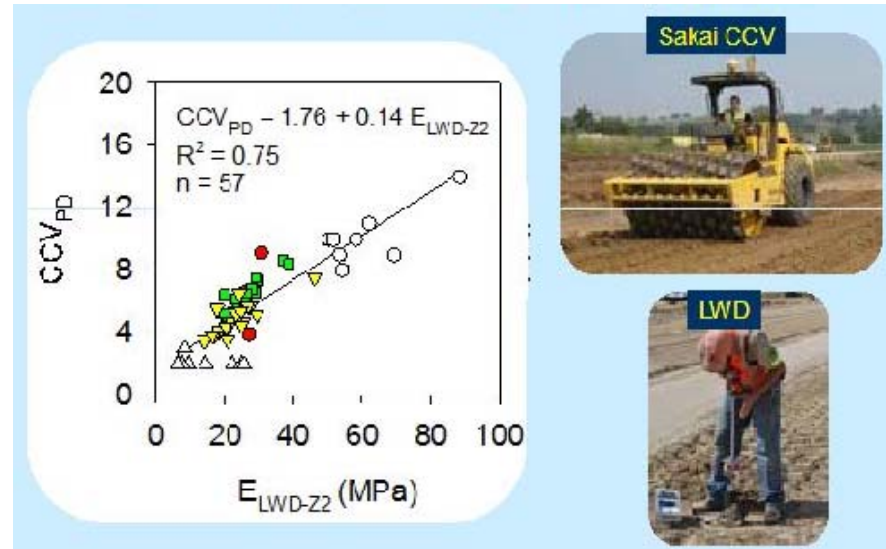 Sakai CCV
20
CCV_PD – 1.76 + 0.14 E_LWD-Z2
R² = 0.75
n = 57
16
12
8
4
0
CCV_PD
0 20 40 60 80 100
E_LWD-Z2 (MPa)
LWD